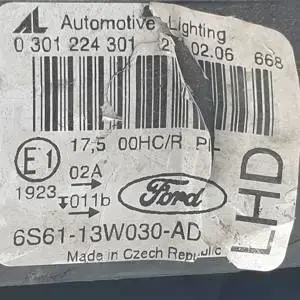 AL Automotive Lighting
0 301 224 301 02.06 668
17,5 00HC/R PL
E1 02A
1923 011b
Ford
6S61-13W030-AD
LHD
Made in Czech Republic